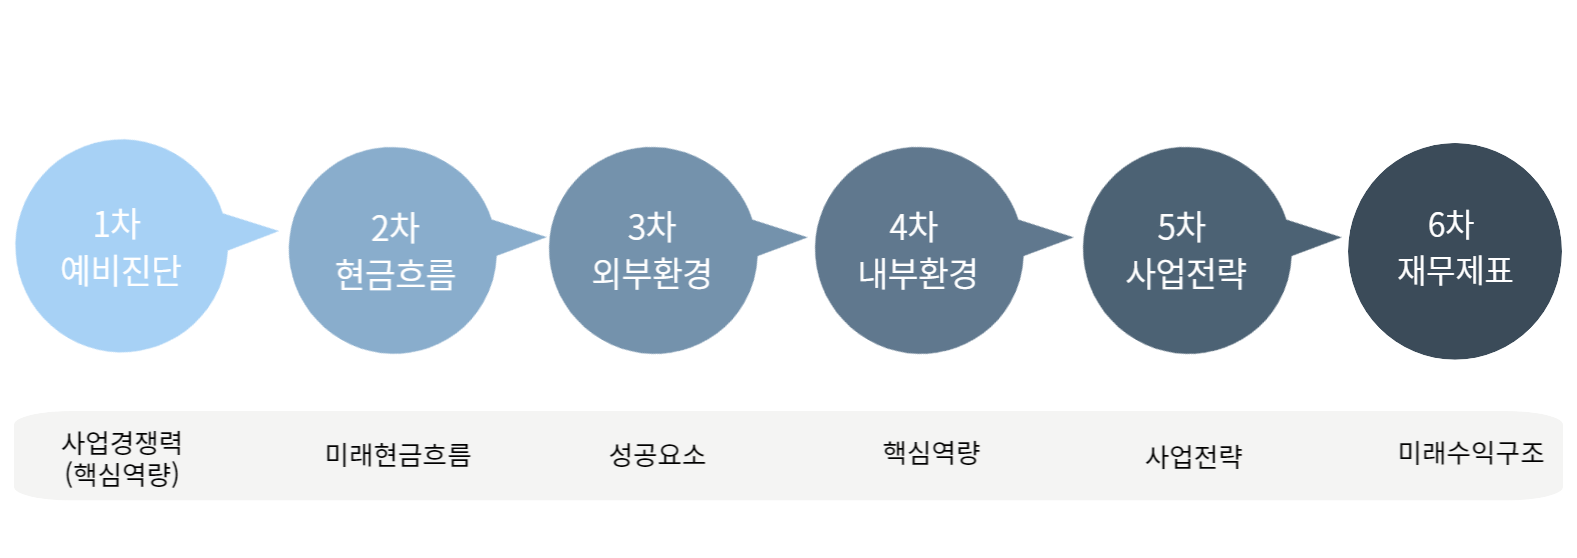 1차
예비진단
2차
현금흐름
3차
외부환경
4차
내부환경
5차
사업전략
6차
재무제표
사업경쟁력
(핵심역량)
미래현금흐름
성공요소
핵심역량
사업전략
미래수익구조